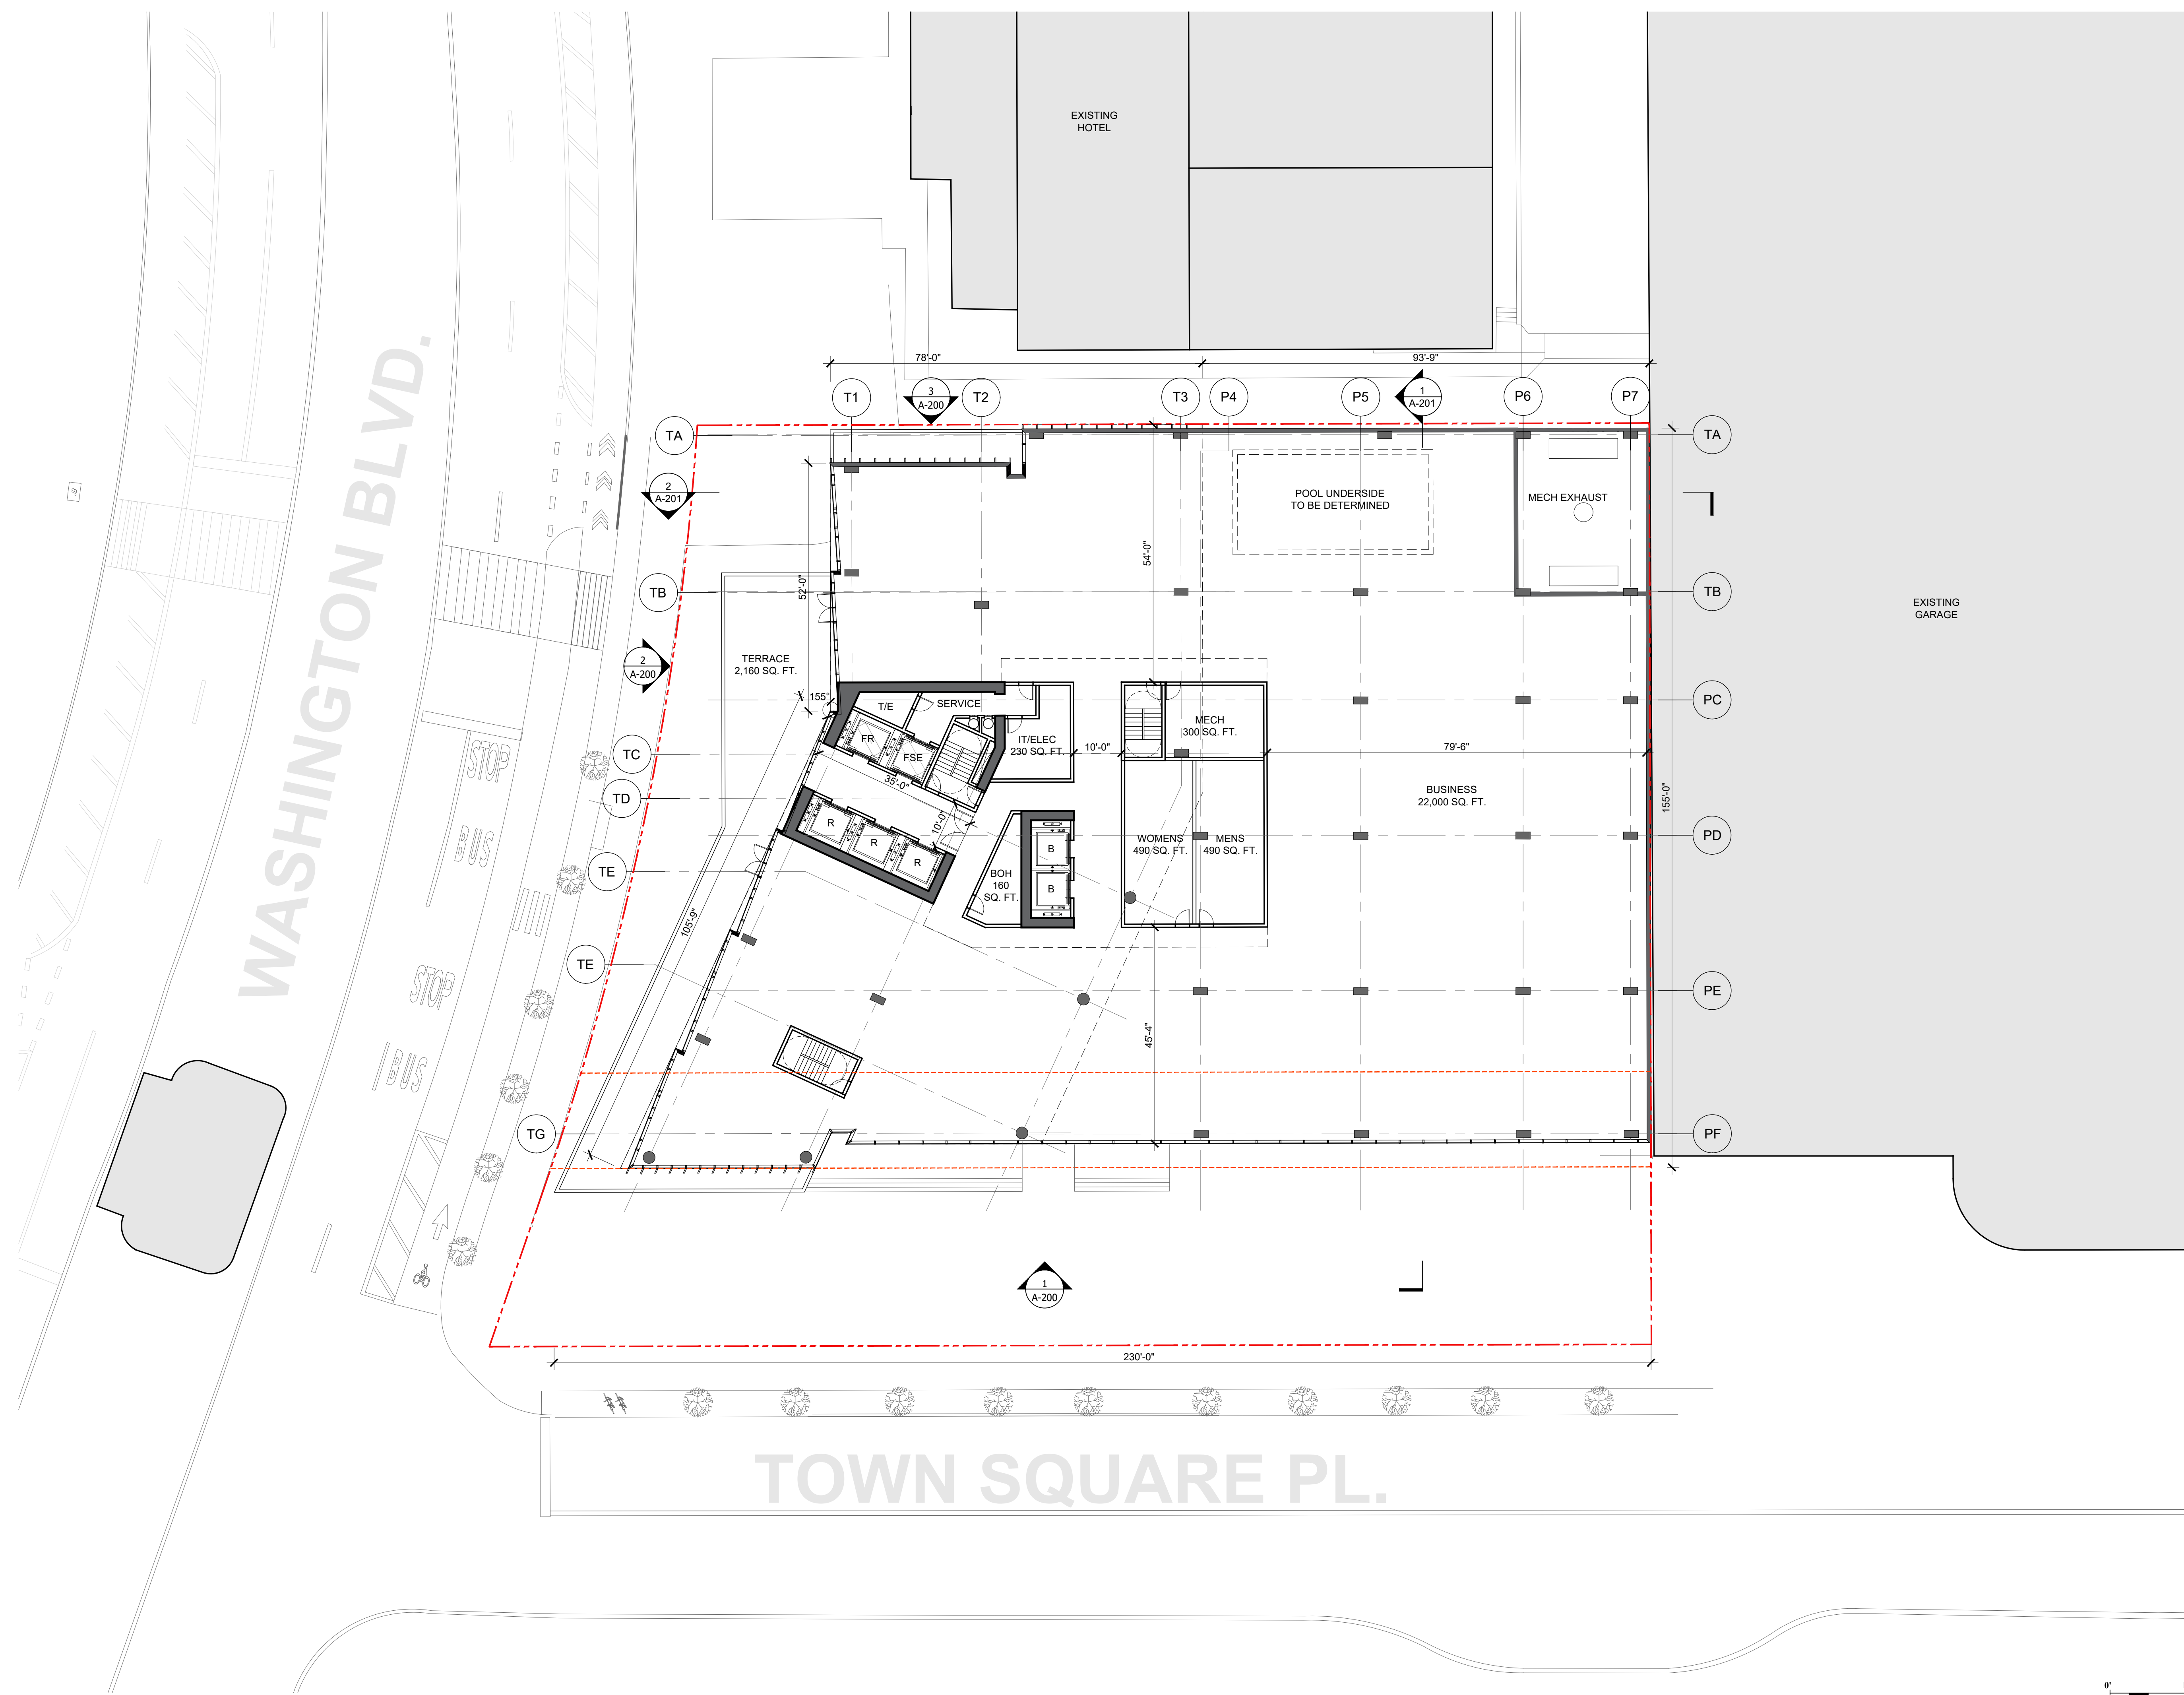 EXISTING
HOTEL
WASHINGTON BLVD.
78'-0"
93'-9"
T1
3
A-200
T2
T3
P4
P5
1
A-201
P6
P7
TA
TA
2
A-201
POOL UNDERSIDE
TO BE DETERMINED
MECH EXHAUST
54'-0"
52'-0"
TB
TB
EXISTING
GARAGE
TERRACE
2,160 SQ. FT.
2
A-200
155°
T/E
SERVICE
PC
MECH
300 SQ. FT.
FR
FSE
IT/ELEC
230 SQ. FT.
10'-0"
79'-6"
TC
35'-0"
TD
BUSINESS
22,000 SQ. FT.
155'-0"
STOP
BUS
R
R
R
10'-0"
B
B
WOMENS
490 SQ. FT.
MENS
490 SQ. FT.
PD
TE
BOH
160
SQ. FT.
105'-9"
TE
STOP
BUS
PE
45'-4"
TG
PF
1
A-200
230'-0"
TOWN SQUARE PL.
0'